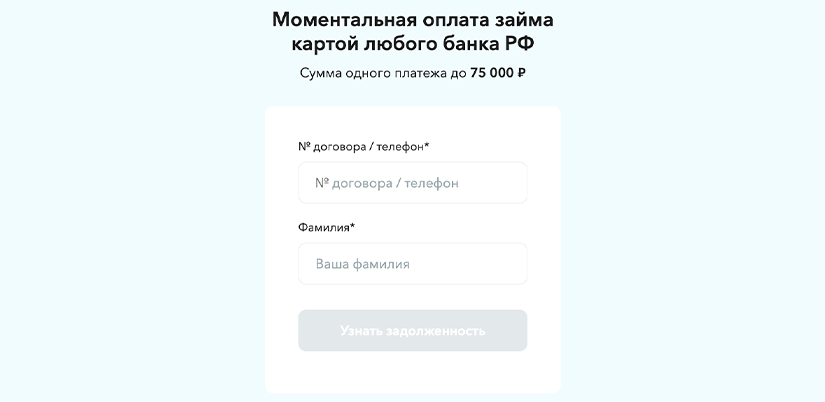 Моментальная оплата займа
картой любого банка РФ
Сумма одного платежа до 75 000 ₽
№ договора / телефон*
№ договора / телефон
Фамилия*
Ваша фамилия
Узнать задолженность